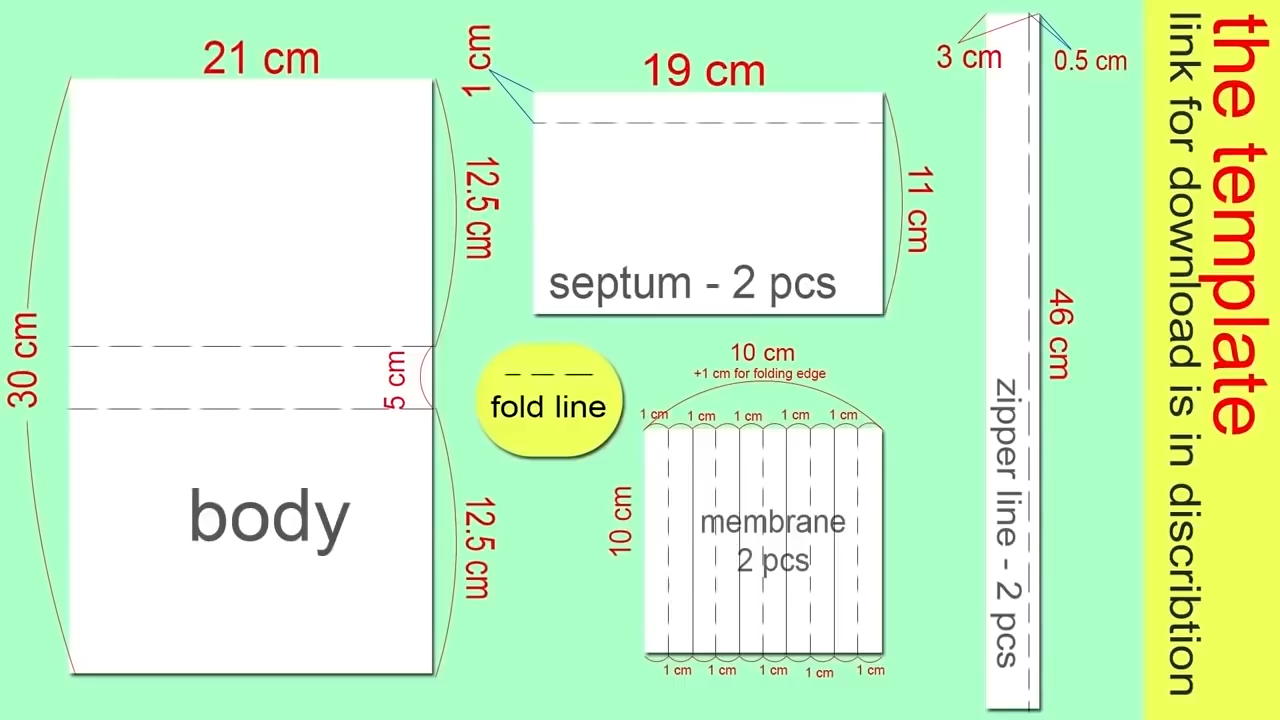 21 cm
30 cm
12.5 cm
5 cm
12.5 cm
body
1 cm
19 cm
11 cm
septum - 2 pcs
fold line
10 cm
+1 cm for folding edge
1 cm 1 cm 1 cm 1 cm 1 cm
10 cm
membrane
2 pcs
1 cm 1 cm 1 cm 1 cm 1 cm
3 cm
0.5 cm
46 cm
zipper line - 2 pcs
the template
link for download is in discribtion